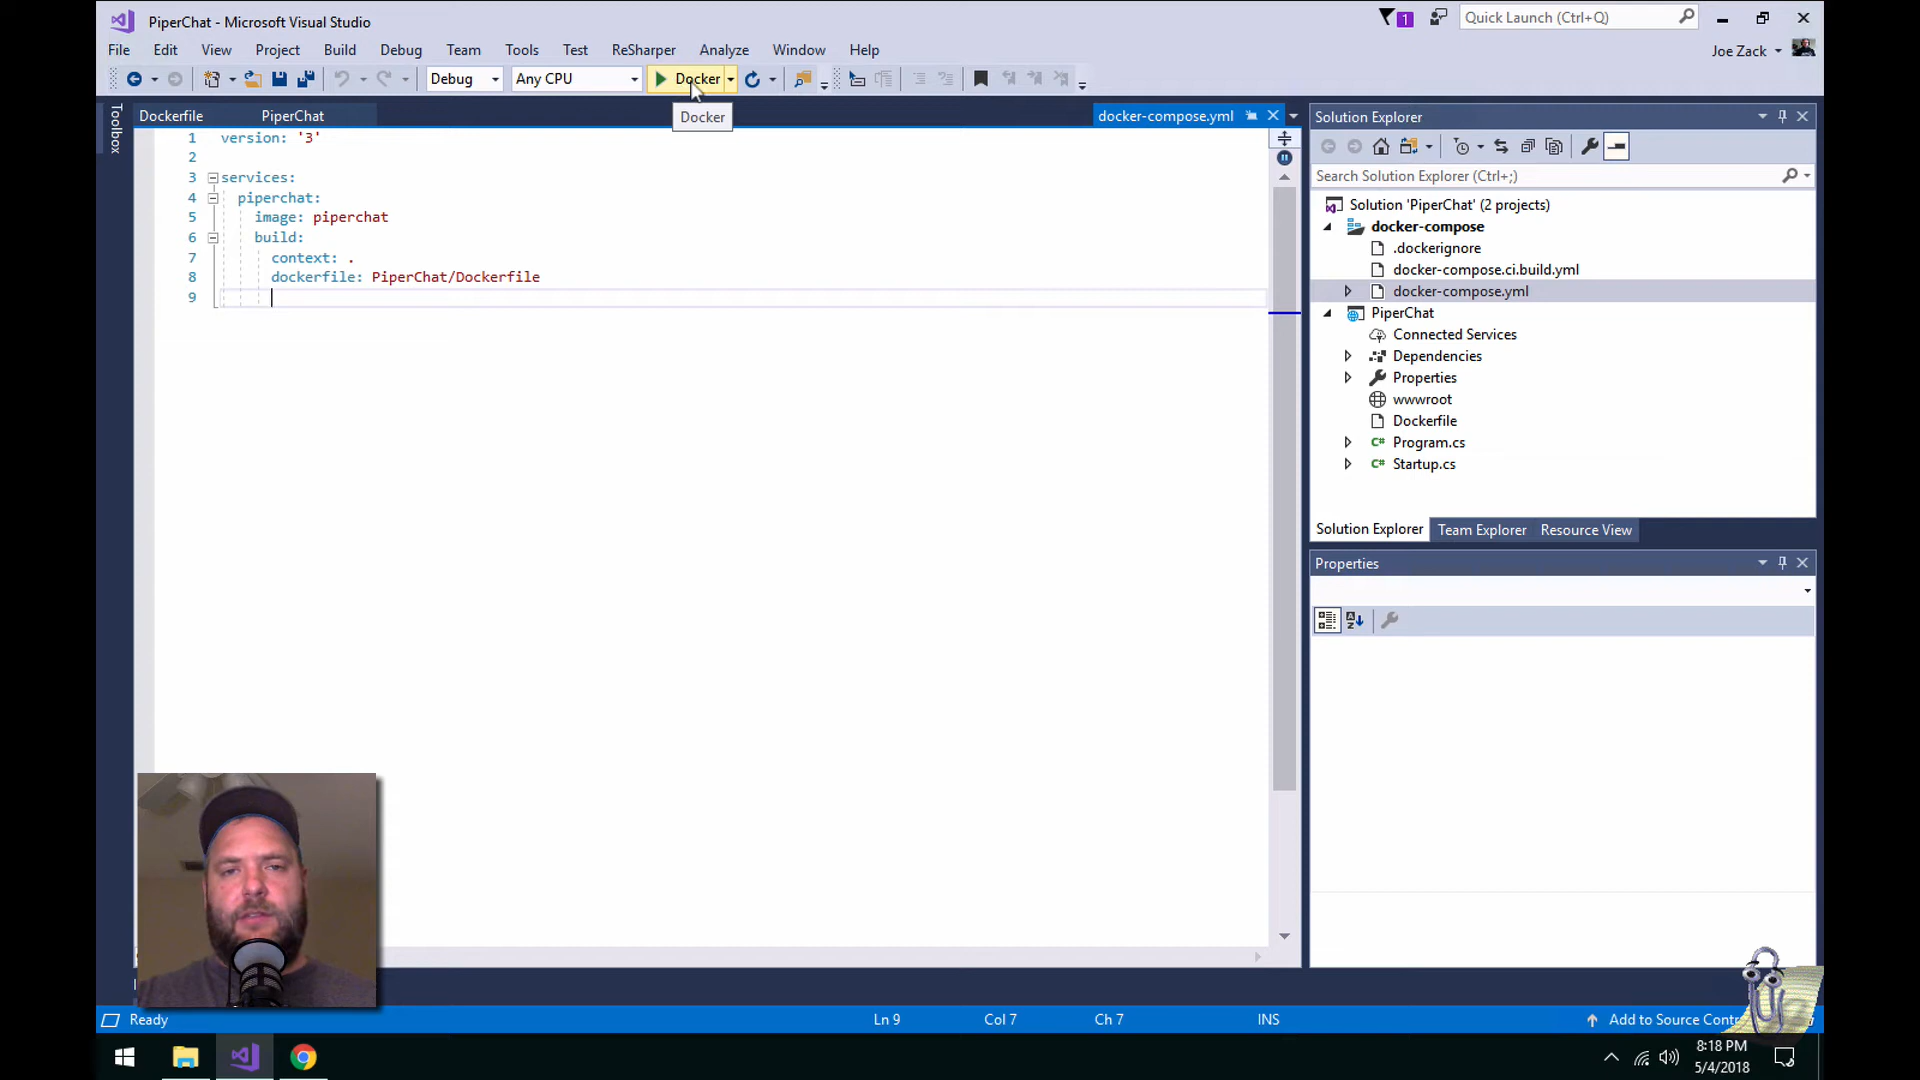 PiperChat - Microsoft Visual Studio
1
Quick Launch (Ctrl+Q)
File Edit View Project Build Debug Team Tools Test ReSharper Analyze Window Help
Joe Zack
Debug Any CPU Docker
Docker
Toolbox
Dockerfile PiperChat docker-compose.yml
1 version: '3'
2
3 services:
4 piperchat:
5 image: piperchat
6 build:
7 context: .
8 dockerfile: PiperChat/Dockerfile
9
Solution Explorer
Search Solution Explorer (Ctrl+;)
Solution 'PiperChat' (2 projects)
docker-compose
.dockerignore
docker-compose.ci.build.yml
docker-compose.yml
PiperChat
Connected Services
Dependencies
Properties
wwwroot
Dockerfile
C# Program.cs
C# Startup.cs
Solution Explorer Team Explorer Resource View
Properties
Ready Ln 9 Col 7 Ch 7 INS Add to Source Contr
8:18 PM
5/4/2018